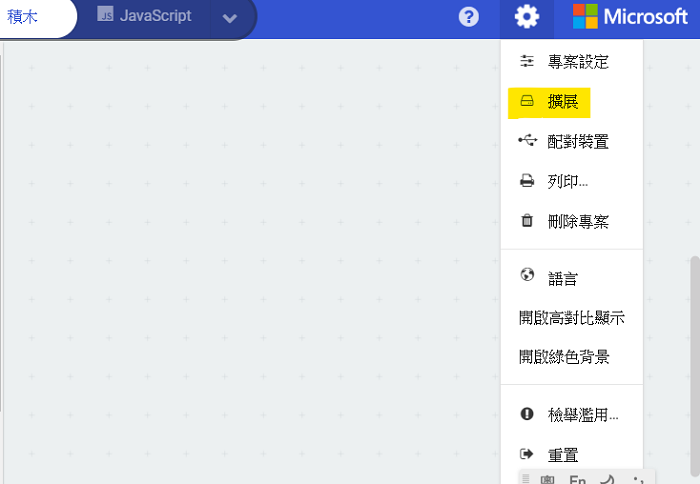 積木
JS JavaScript
?
Microsoft
專案設定
擴展
配對裝置
列印...
刪除專案
語言
開啟高對比顯示
開啟綠色背景
檢舉濫用...
重置
En